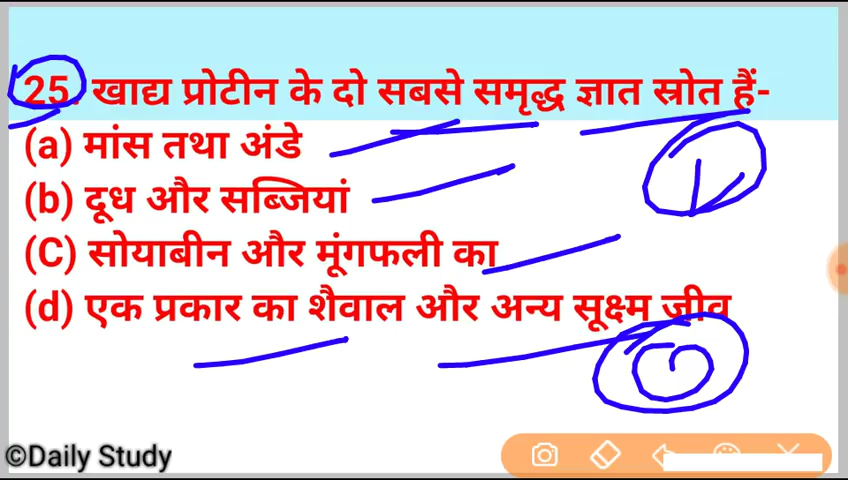 25. खाद्य प्रोटीन के दो सबसे समृद्ध ज्ञात स्रोत हैं-
(a) मांस तथा अंडे
(b) दूध और सब्जियां
(C) सोयाबीन और मूंगफली का
(d) एक प्रकार का शैवाल और अन्य सूक्ष्म जीव
©Daily Study